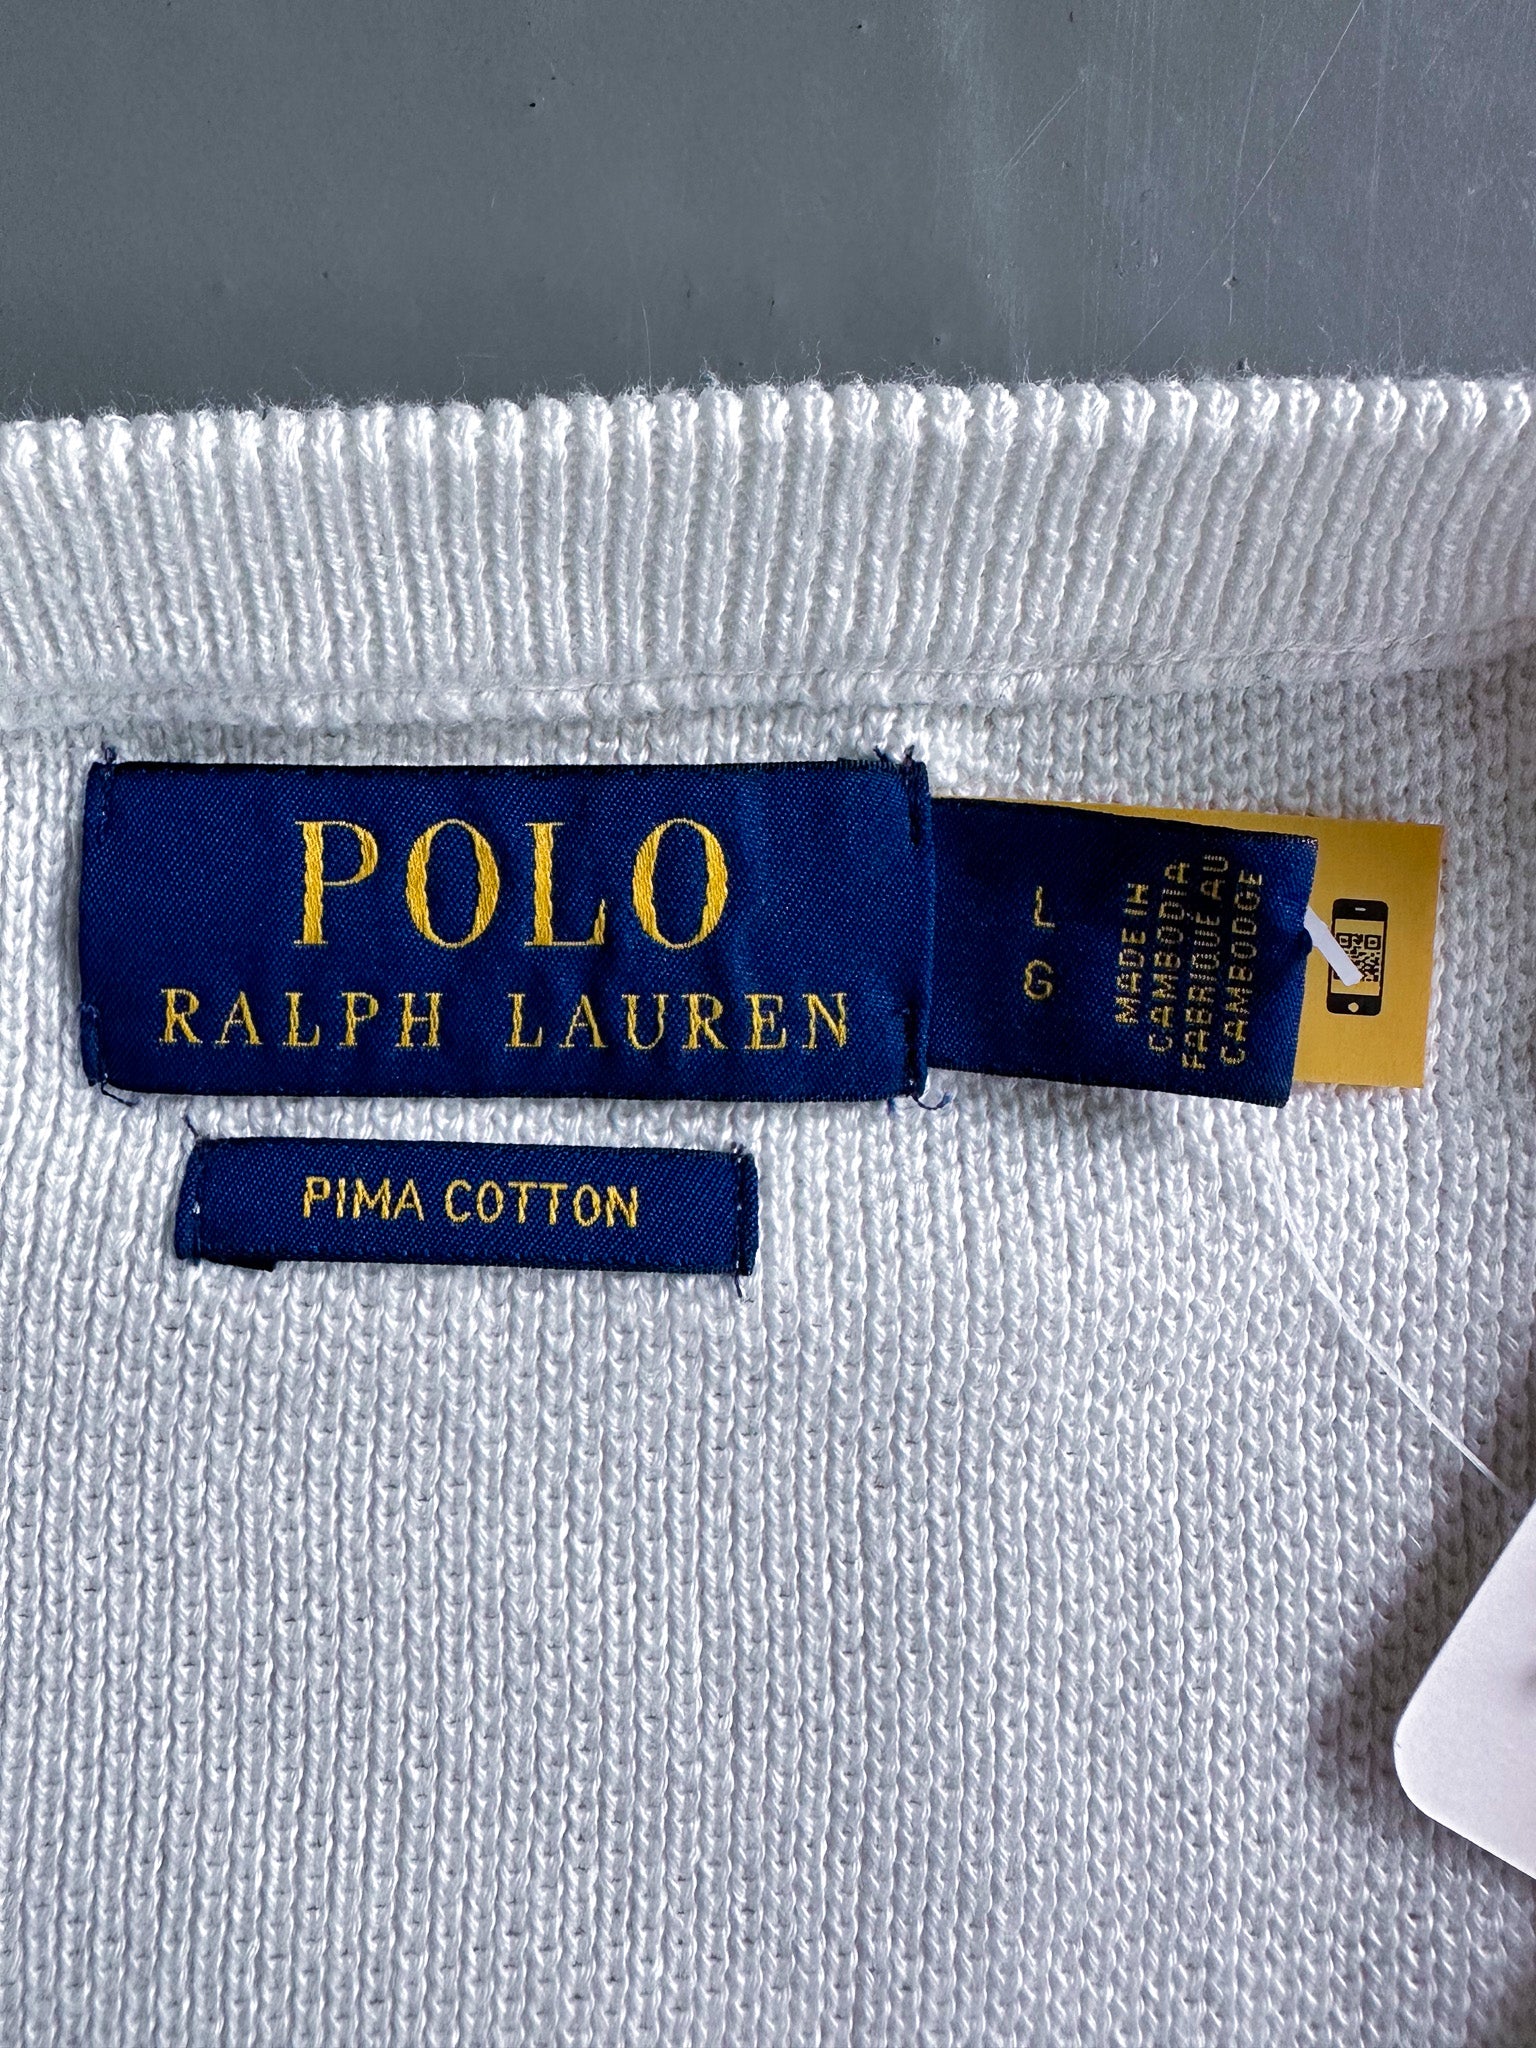 POLO
RALPH LAUREN
L
G
MADE IN
CAMBODIA
FABRIQUÉ AU
CAMBODGE
PIMA COTTON